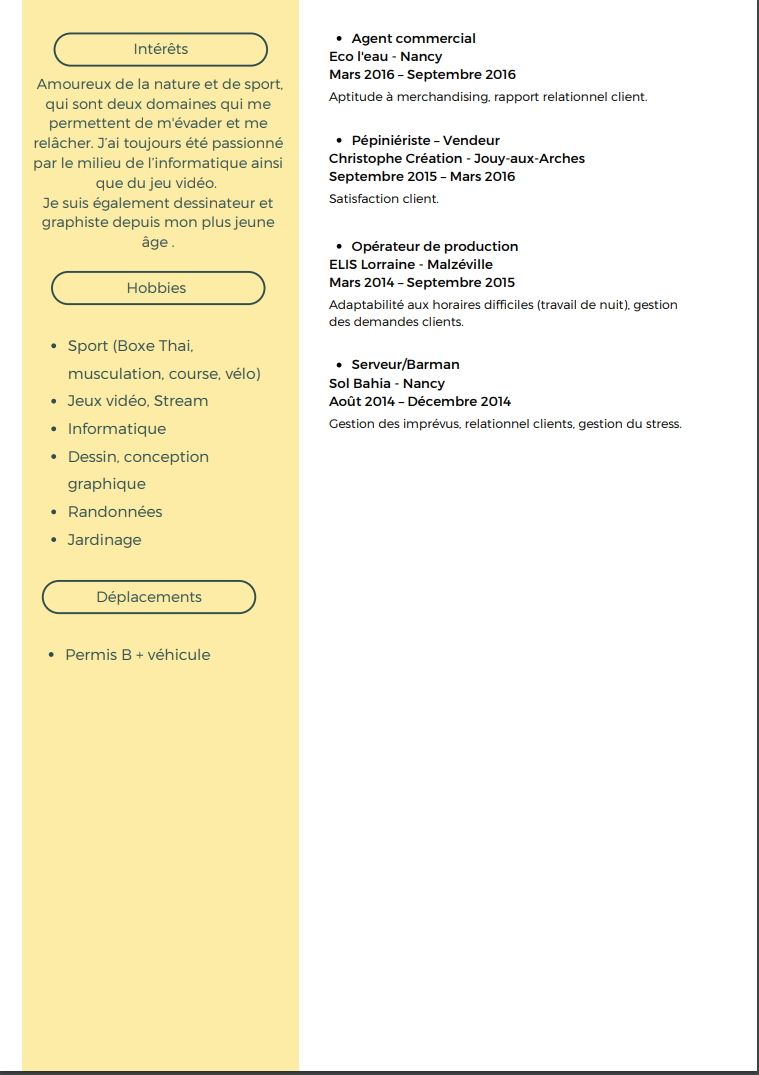 Intérêts
Amoureux de la nature et de sport,
qui sont deux domaines qui me
permettent de m'évader et me
relâcher. J’ai toujours été passionné
par le milieu de l’informatique ainsi
que du jeu vidéo.
Je suis également dessinateur et
graphiste depuis mon plus jeune
âge .
Hobbies
• Sport (Boxe Thai,
musculation, course, vélo)
• Jeux vidéo, Stream
• Informatique
• Dessin, conception
graphique
• Randonnées
• Jardinage
Déplacements
• Permis B + véhicule
• Agent commercial
Eco l'eau - Nancy
Mars 2016 – Septembre 2016
Aptitude à merchandising, rapport relationnel client.
• Pépiniériste – Vendeur
Christophe Création - Jouy-aux-Arches
Septembre 2015 – Mars 2016
Satisfaction client.
• Opérateur de production
ELIS Lorraine - Malzéville
Mars 2014 – Septembre 2015
Adaptabilité aux horaires difficiles (travail de nuit), gestion
des demandes clients.
• Serveur/Barman
Sol Bahia - Nancy
Août 2014 – Décembre 2014
Gestion des imprévus, relationnel clients, gestion du stress.